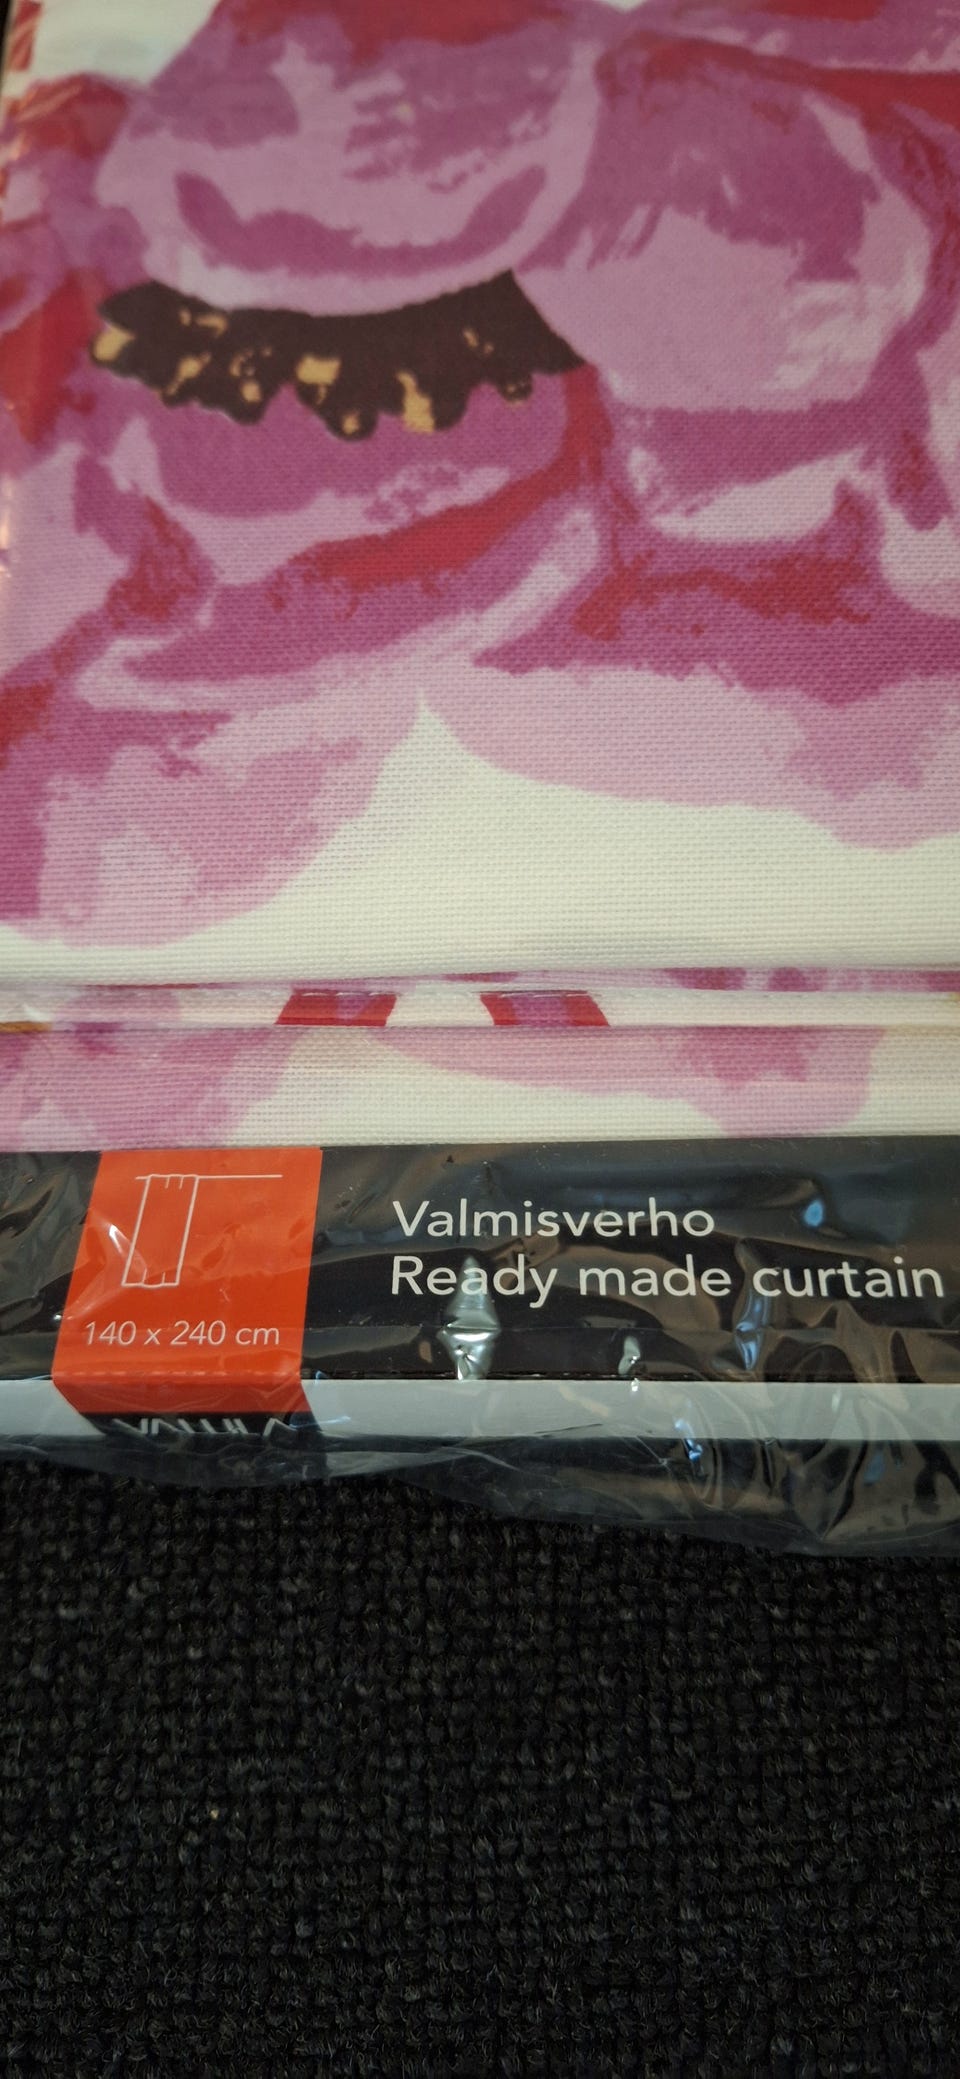 Valmisverho
Ready made curtain
140 x 240 cm